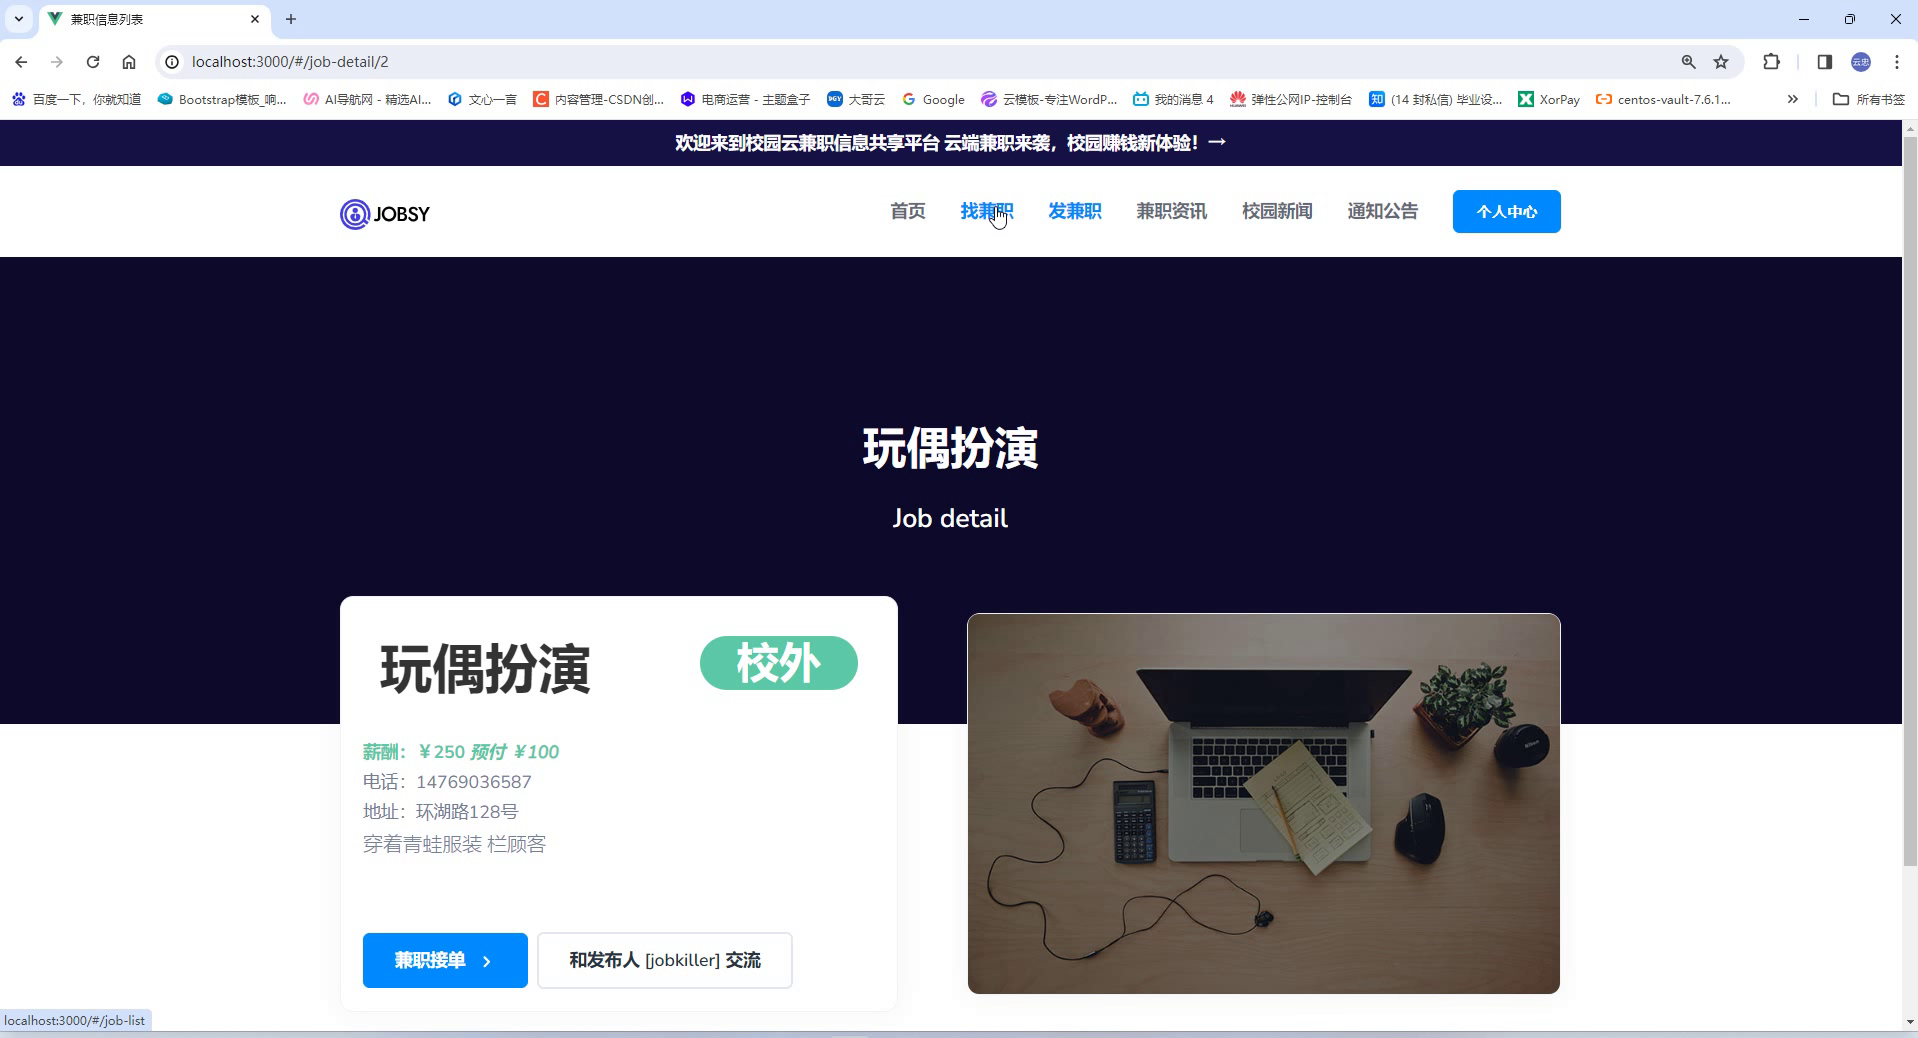 兼职信息列表
localhost:3000/#/job-detail/2
百度一下，你就知道 Bootstrap模板_响... AI导航网 - 精选AI... 文心一言 内容管理-CSDN创... 电商运营 - 主题盒子 大哥云 Google 云模板-专注WordP... 我的消息 4 弹性公网IP-控制台 (14 封私信) 毕业设... XorPay centos-vault-7.6.1... 所有书签
欢迎来到校园云兼职信息共享平台 云端兼职来袭，校园赚钱新体验！→
JOBSY 首页 找兼职 发兼职 兼职资讯 校园新闻 通知公告 个人中心
玩偶扮演
Job detail
玩偶扮演 校外
薪酬：￥250 预付 ￥100
电话：14769036587
地址：环湖路128号
穿着青蛙服装 栏顾客
兼职接单 和发布人 [jobkiller] 交流
localhost:3000/#/job-list